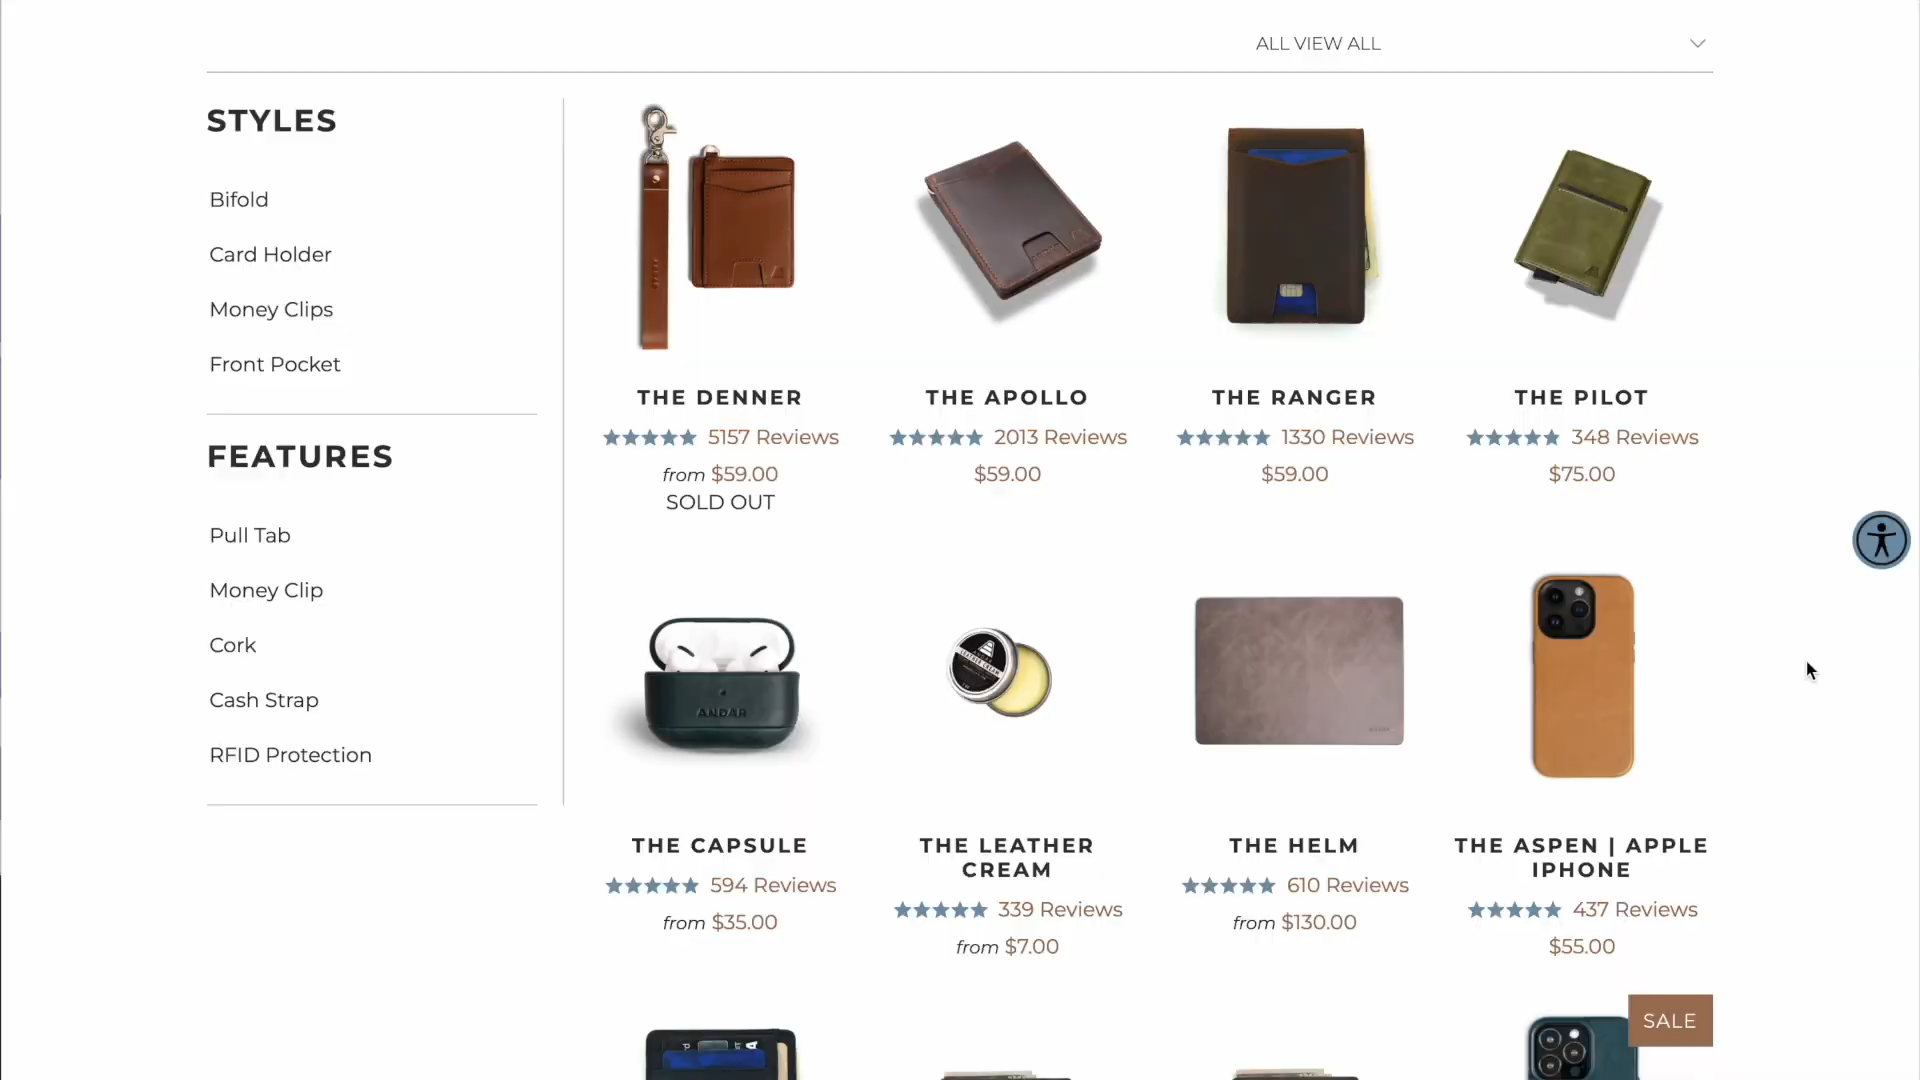 ALL VIEW ALL
STYLES
Bifold
Card Holder
Money Clips
Front Pocket
FEATURES
Pull Tab
Money Clip
Cork
Cash Strap
RFID Protection
THE DENNER
5157 Reviews
from $59.00
SOLD OUT
THE APOLLO
2013 Reviews
$59.00
THE RANGER
1330 Reviews
$59.00
THE PILOT
348 Reviews
$75.00
ANDAR
THE CAPSULE
594 Reviews
from $35.00
LEATHER CREAM
THE LEATHER
CREAM
339 Reviews
from $7.00
THE HELM
610 Reviews
from $130.00
THE ASPEN | APPLE
IPHONE
437 Reviews
$55.00
SALE